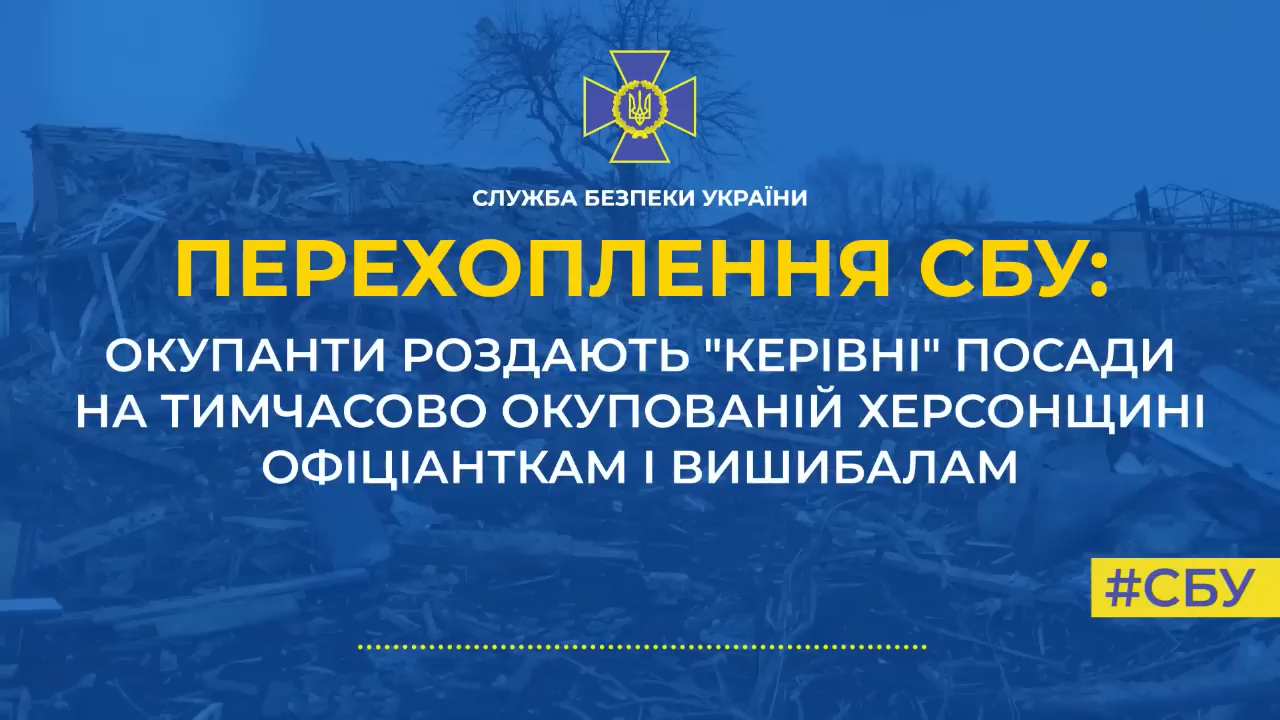 СЛУЖБА БЕЗПЕКИ УКРАЇНИ
ПЕРЕХОПЛЕННЯ СБУ:
ОКУПАНТИ РОЗДАЮТЬ "КЕРІВНІ" ПОСАДИ
НА ТИМЧАСОВО ОКУПОВАНІЙ ХЕРСОНЩИНІ
ОФІЦІАНТКАМ І ВИШИБАЛАМ
#СБУ